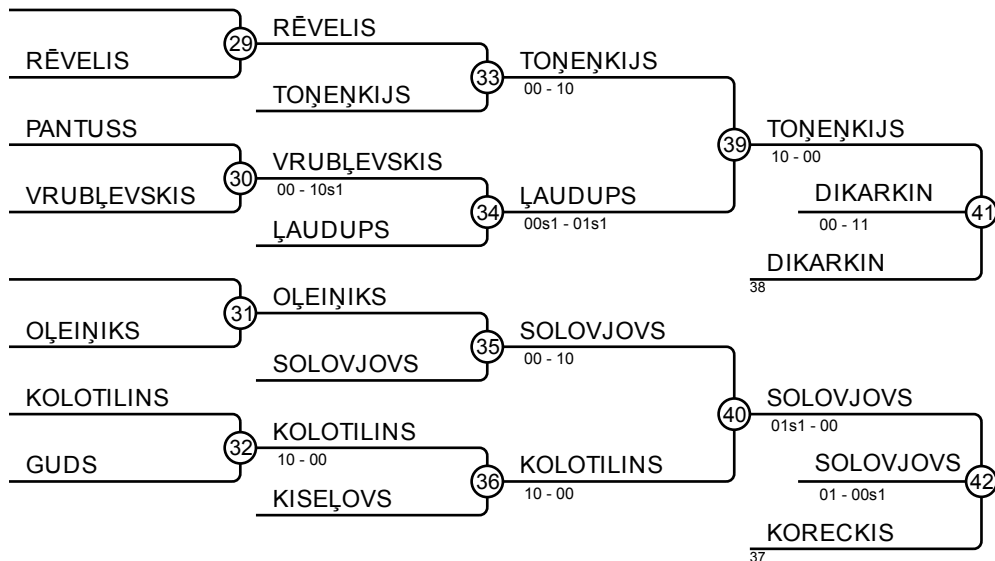 RĒVELIS
29
RĒVELIS
TOŅEŅKIJS
33
TOŅEŅKIJS
00 - 10
PANTUSS
VRUBĻEVSKIS
30
VRUBĻEVSKIS
00 - 10s1
ĻAUDUPS
34
ĻAUDUPS
00s1 - 01s1
39
TOŅEŅKIJS
10 - 00
DIKARKIN
00 - 11
41
DIKARKIN
38
OĻEIŅIKS
31
OĻEIŅIKS
SOLOVJOVS
35
SOLOVJOVS
00 - 10
KOLOTILINS
GUDS
32
KOLOTILINS
10 - 00
KISEĻOVS
36
KOLOTILINS
10 - 00
40
SOLOVJOVS
01s1 - 00
SOLOVJOVS
01 - 00s1
42
KORECKIS
37